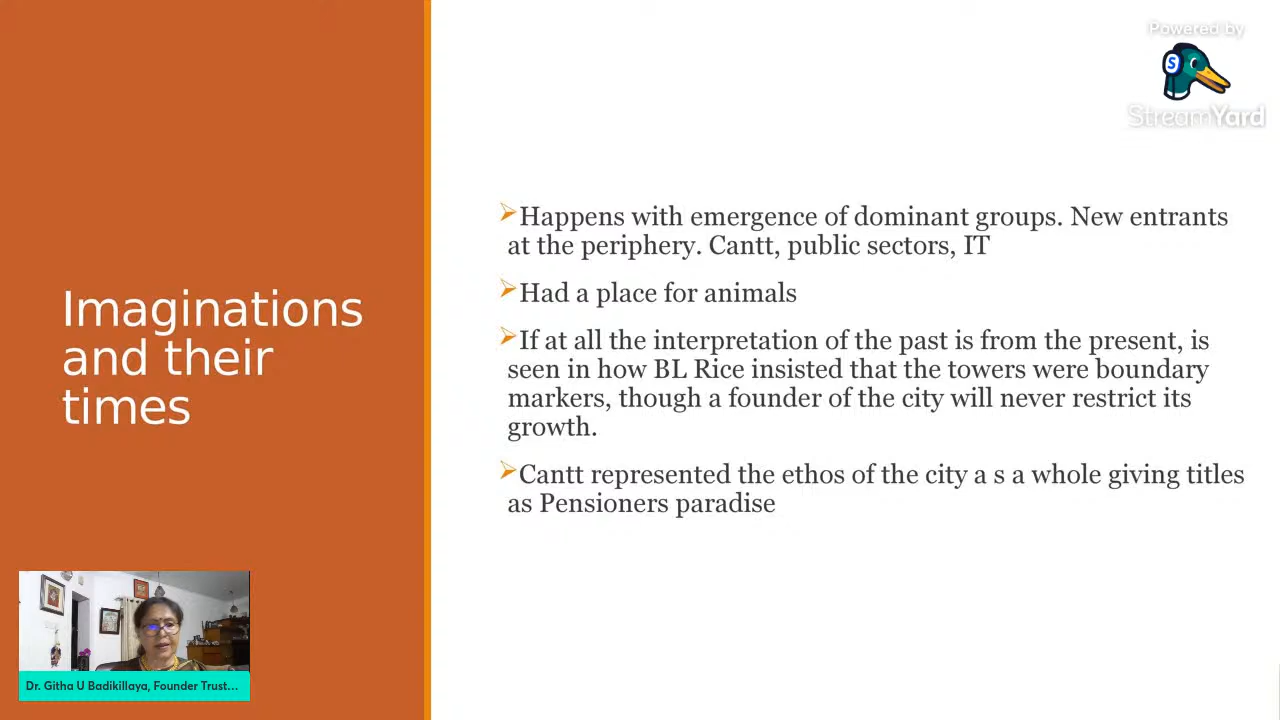 Powered by
StreamYard
Imaginations
and their
times
➢Happens with emergence of dominant groups. New entrants
at the periphery. Cantt, public sectors, IT
➢Had a place for animals
➢If at all the interpretation of the past is from the present, is
seen in how BL Rice insisted that the towers were boundary
markers, though a founder of the city will never restrict its
growth.
➢Cantt represented the ethos of the city a s a whole giving titles
as Pensioners paradise
Dr. Githa U Badikillaya, Founder Trust...